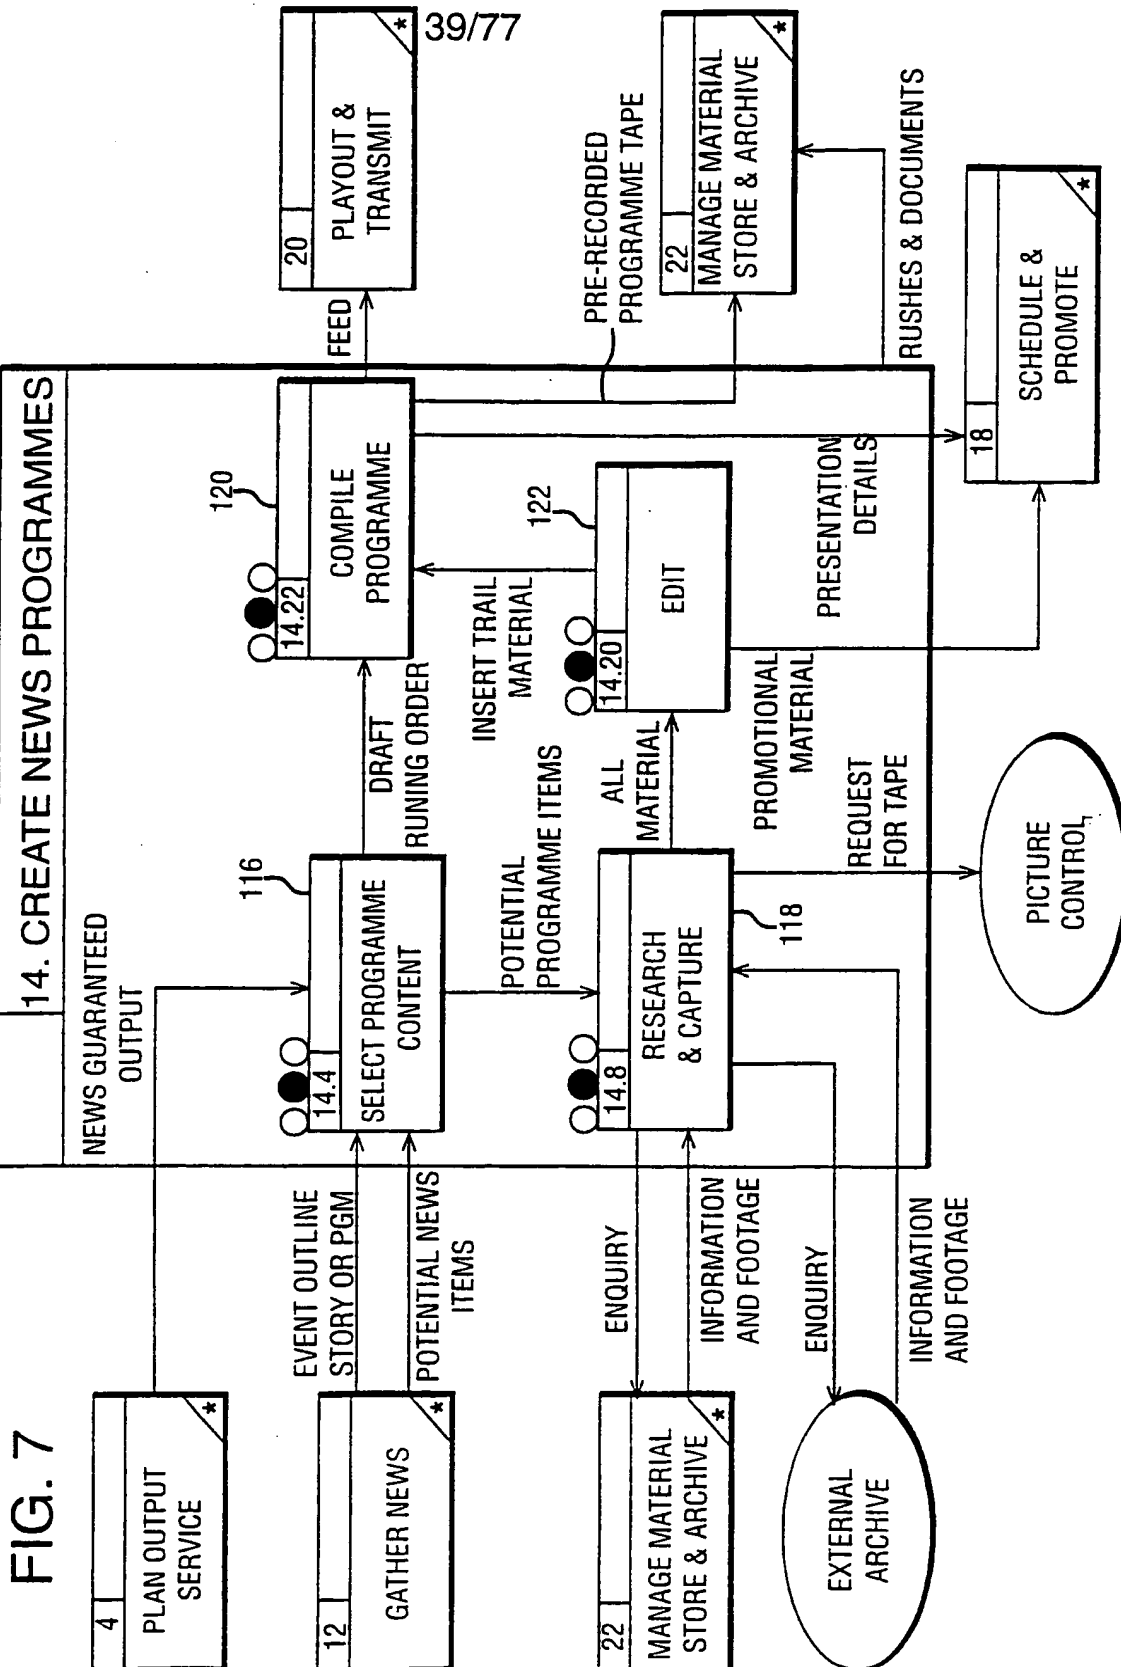 39/77
FIG. 7
14. CREATE NEWS PROGRAMMES
4
PLAN OUTPUT
SERVICE
*
NEWS GUARANTEED
OUTPUT
12
GATHER NEWS
*
EVENT OUTLINE
STORY OR PGM
POTENTIAL NEWS
ITEMS
116
14.4
SELECT PROGRAMME
CONTENT
DRAFT
RUNING ORDER
120
14.22
COMPILE
PROGRAMME
FEED
20
PLAYOUT &
TRANSMIT
*
POTENTIAL
PROGRAMME ITEMS
INSERT TRAIL
MATERIAL
PRE-RECORDED
PROGRAMME TAPE
22
MANAGE MATERIAL
STORE & ARCHIVE
*
22
MANAGE MATERIAL
STORE & ARCHIVE
*
ENQUIRY
INFORMATION
AND FOOTAGE
14.8
RESEARCH
& CAPTURE
118
ALL
MATERIAL
122
14.20
EDIT
PROMOTIONAL
MATERIAL
PRESENTATION
DETAILS
RUSHES & DOCUMENTS
EXTERNAL
ARCHIVE
ENQUIRY
INFORMATION
AND FOOTAGE
REQUEST
FOR TAPE
PICTURE
CONTROL
18
SCHEDULE &
PROMOTE
*